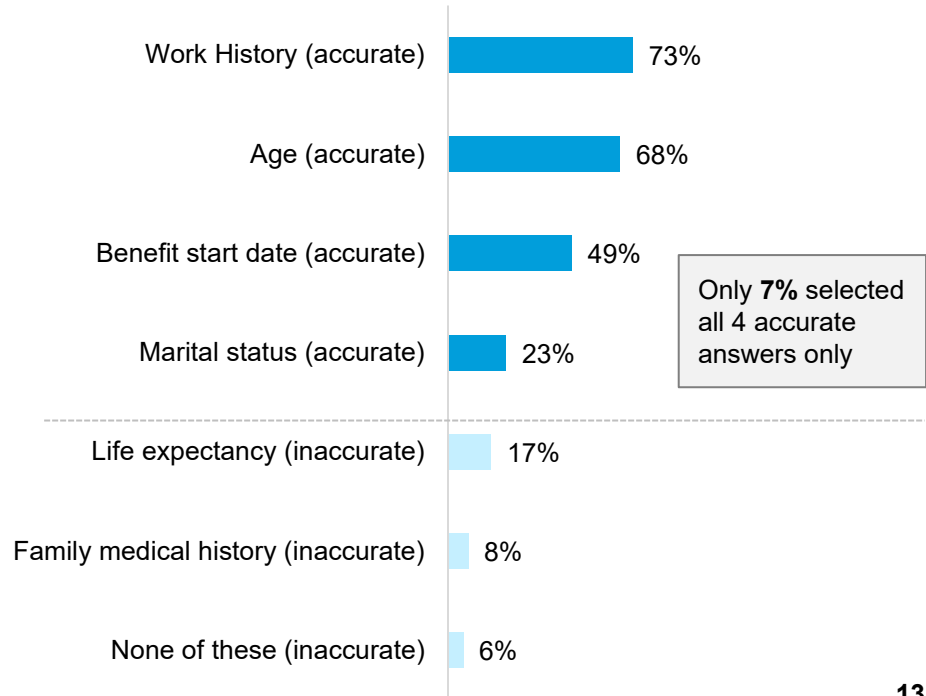 Work History (accurate) 73%
Age (accurate) 68%
Benefit start date (accurate) 49%
Only 7% selected
all 4 accurate
answers only
Marital status (accurate) 23%
Life expectancy (inaccurate) 17%
Family medical history (inaccurate) 8%
None of these (inaccurate) 6%
13